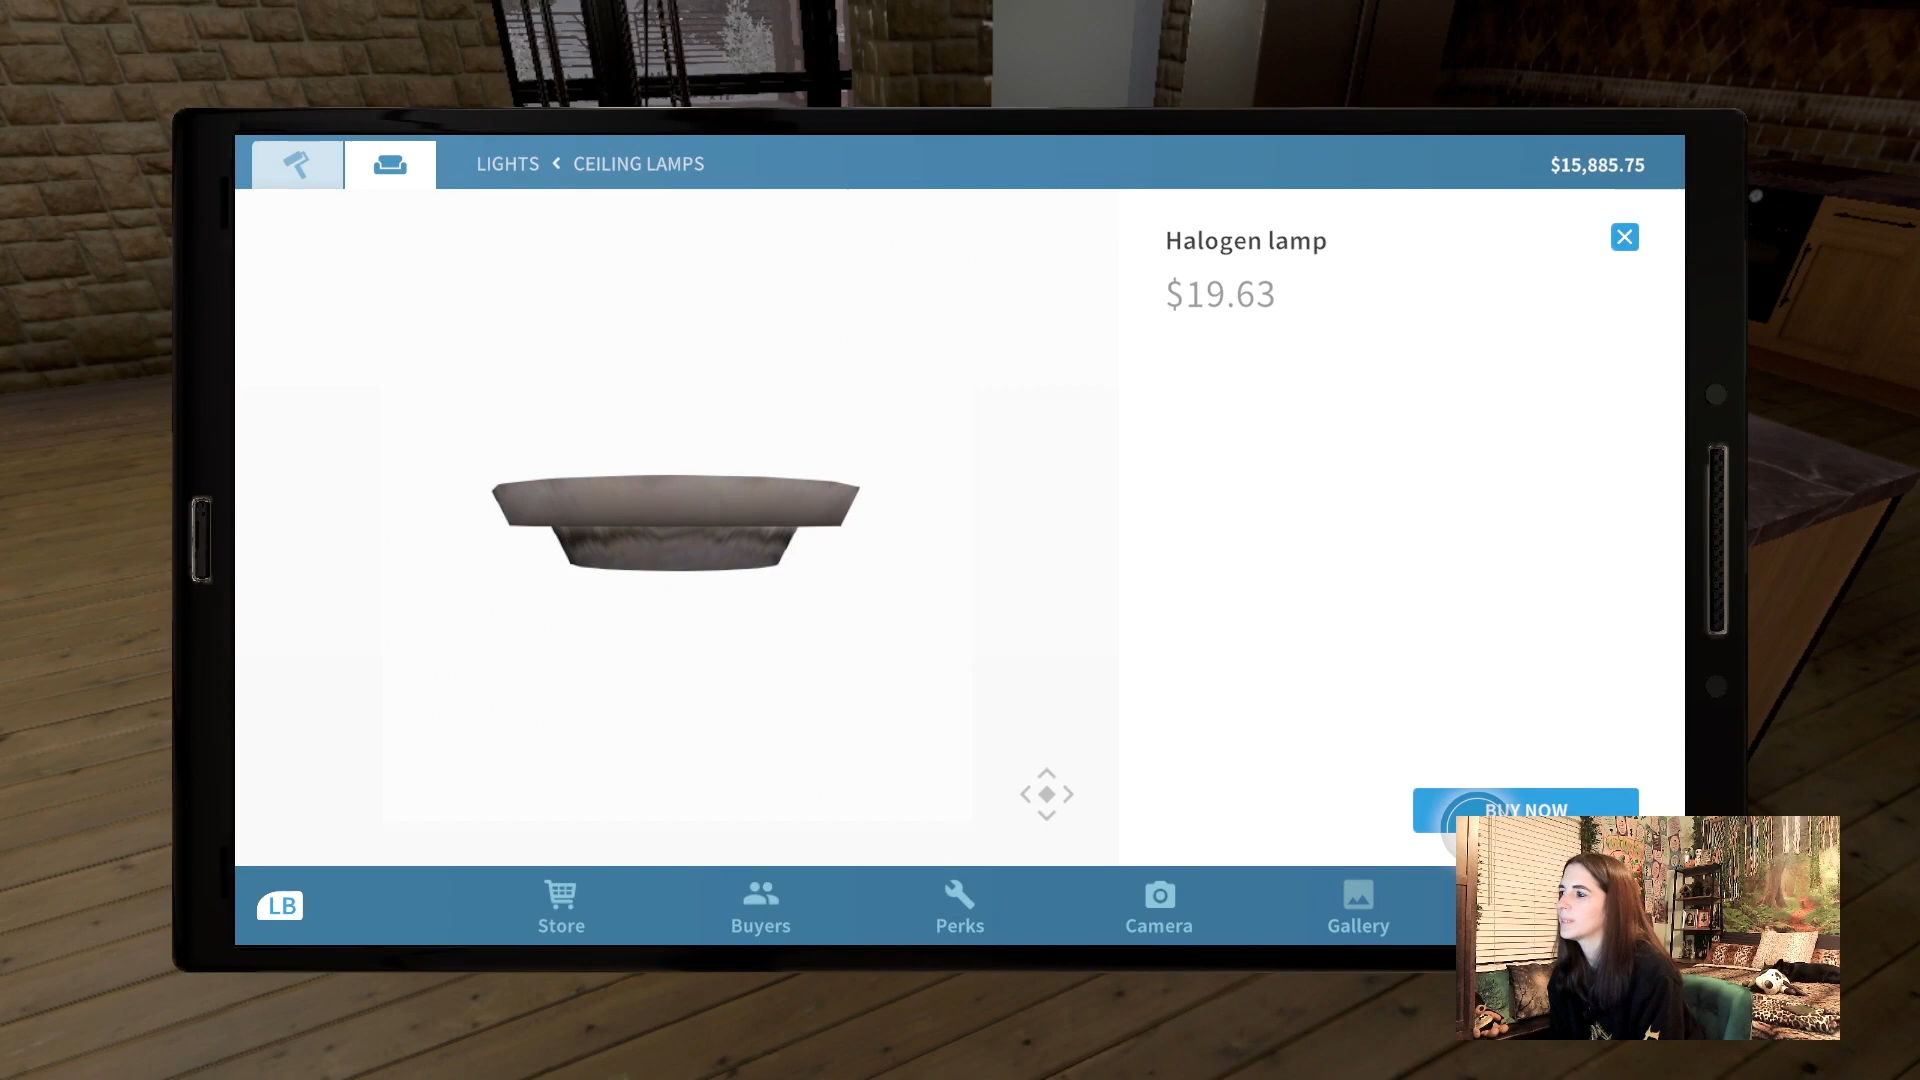 LIGHTS < CEILING LAMPS
$15,885.75
Halogen lamp
$19.63
BUY NOW
LB
Store
Buyers
Perks
Camera
Gallery